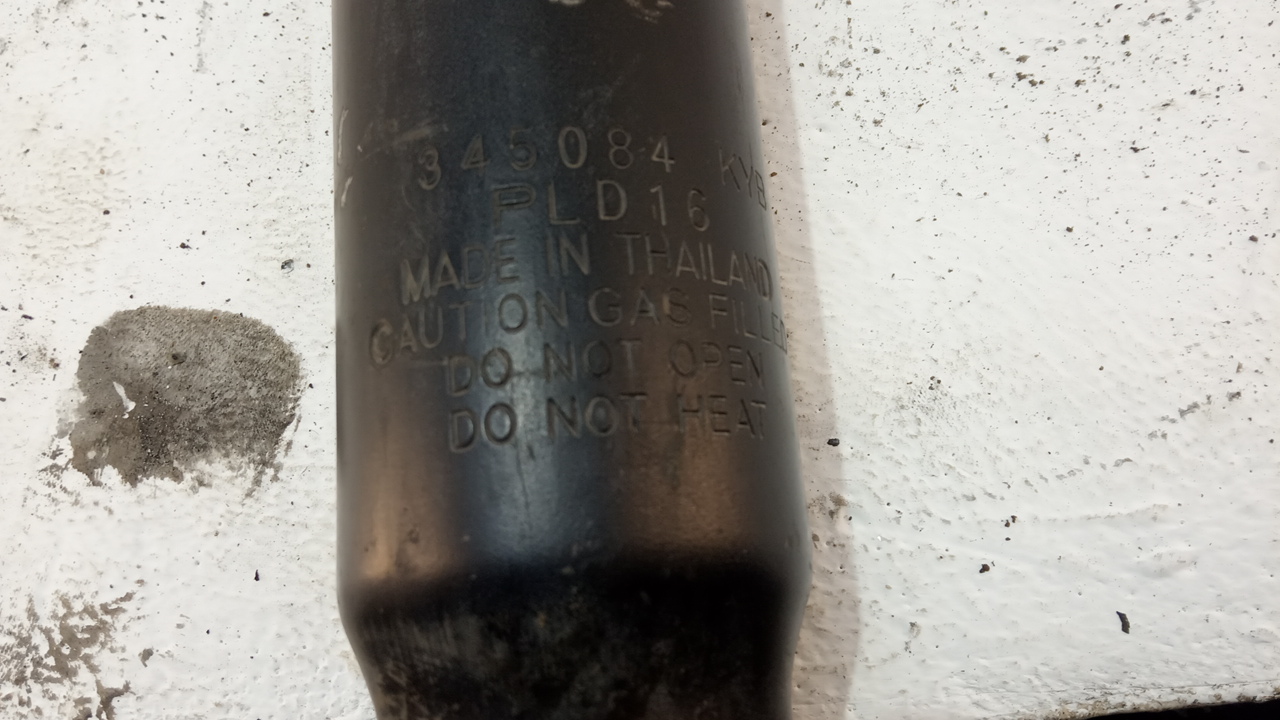 345084 KYB
PLD16
MADE IN THAILAND
CAUTION GAS FILLED
DO NOT OPEN
DO NOT HEAT